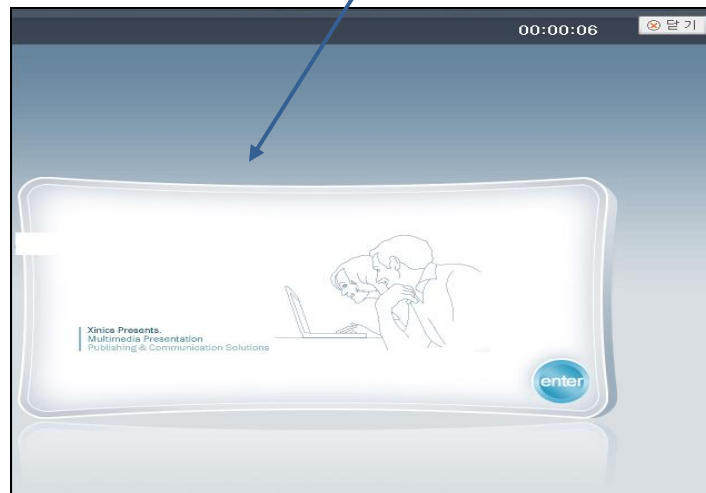 00:00:06
닫기
Xinics Presents.
Multimedia Presentation
Publishing & Communication Solutions
enter